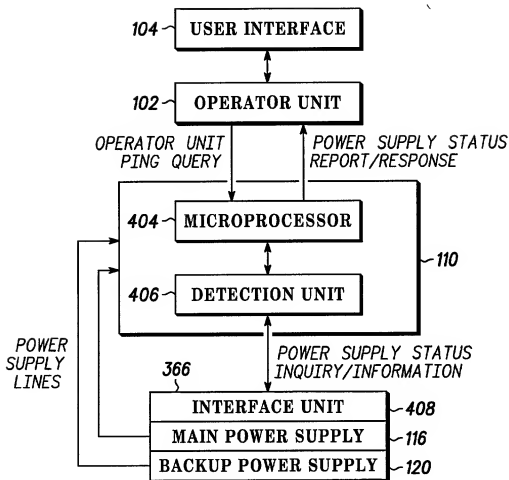 104
USER INTERFACE
102
OPERATOR UNIT
OPERATOR UNIT
PING QUERY
POWER SUPPLY STATUS
REPORT/RESPONSE
404
MICROPROCESSOR
110
406
DETECTION UNIT
POWER
SUPPLY
LINES
POWER SUPPLY STATUS
INQUIRY/INFORMATION
366
INTERFACE UNIT
408
MAIN POWER SUPPLY
116
BACKUP POWER SUPPLY
120